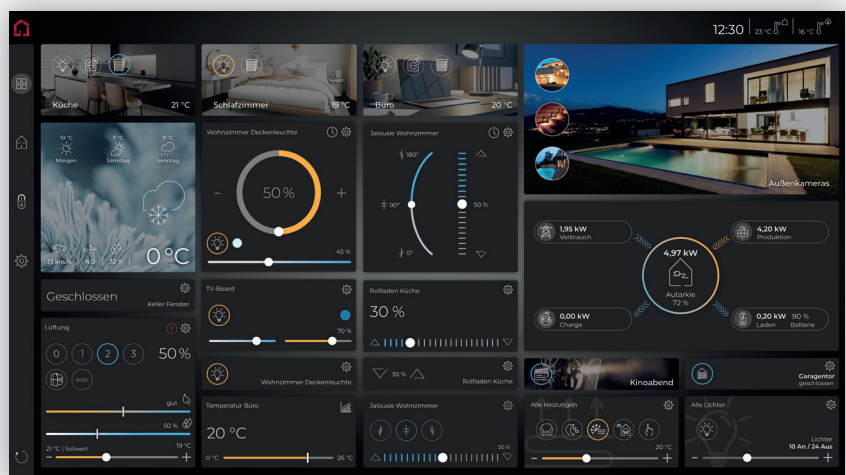 12:30
23 °C
16 °C
Küche
21 °C
Schlafzimmer
19 °C
Büro
20 °C
Außenkameras
10 °C
7 °C
9 °C
Morgen
Samstag
Sonntag
13 km/h
NO
32 %
0 °C
Wohnzimmer Deckenleuchte
-
50 %
+
45 %
Jalousie Wohnzimmer
180°
90°
0°
50 %
1,95 kW
Verbrauch
4,20 kW
Produktion
4,97 kW
Autarkie
72 %
0,00 kW
Charge
0,20 kW 90 %
Laden Batterie
Geschlossen
Keller Fenster
TV-Board
70 %
Rollladen Küche
30 %
Lüftung
1
0 1 2 3
50 %
Auto
gut
50 %
21 °C | Sollwert
19 °C
- +
Wohnzimmer Deckenleuchte
30 %
Rollladen Küche
Kinoabend
Garagentor
geschlossen
Temperatur Büro
20 °C
0 °C
26 °C
Jalousie Wohnzimmer
50 %
Alle Heizungen
20 °C
- +
Alle Lichter
Lichter
10 An / 24 Aus
- +